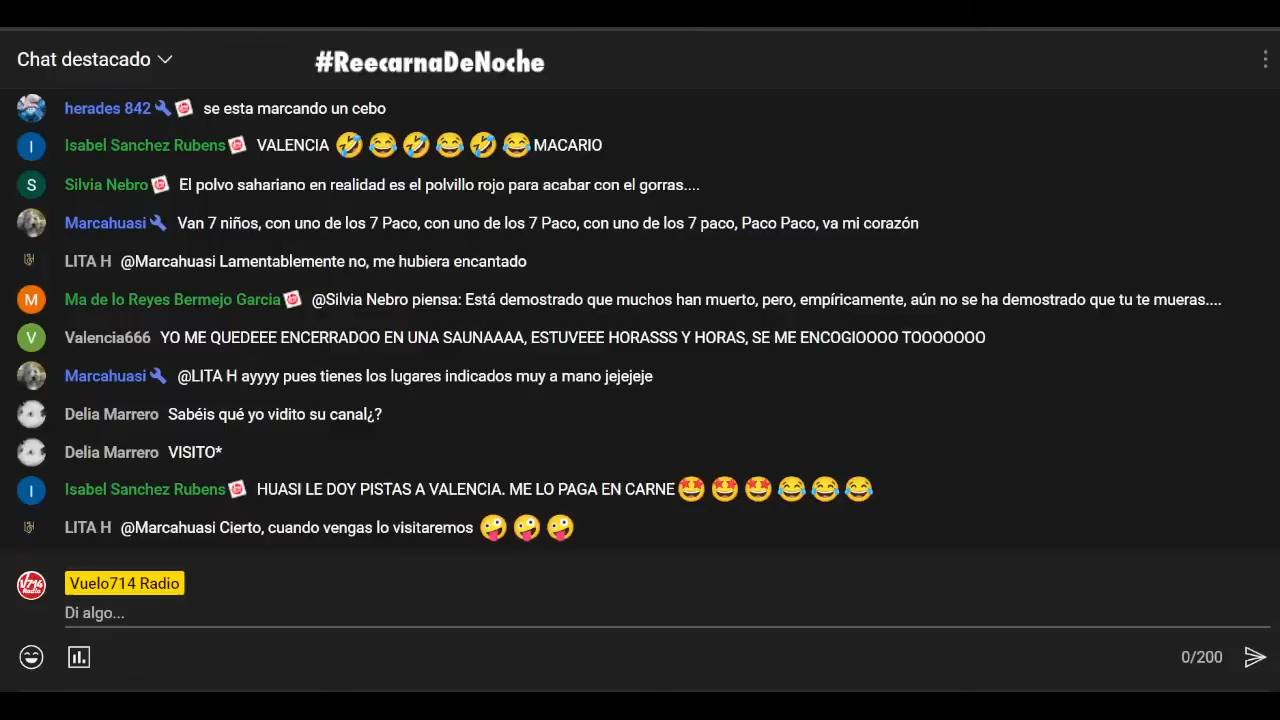 Chat destacado
#ReecarnaDeNoche
herades 842 se esta marcando un cebo
I Isabel Sanchez Rubens VALENCIA 🤣😂🤣😂🤣😂 MACARIO
S Silvia Nebro El polvo sahariano en realidad es el polvillo rojo para acabar con el gorras....
Marcahuasi Van 7 niños, con uno de los 7 Paco, con uno de los 7 Paco, con uno de los 7 paco, Paco Paco, va mi corazón
LITA H @Marcahuasi Lamentablemente no, me hubiera encantado
M Ma de lo Reyes Bermejo Garcia @Silvia Nebro piensa: Está demostrado que muchos han muerto, pero, empíricamente, aún no se ha demostrado que tu te mueras....
V Valencia666 YO ME QUEDEEE ENCERRADOO EN UNA SAUNAAAA, ESTUVEEE HORASSS Y HORAS, SE ME ENCOGIOOOO TOOOOOOO
Marcahuasi @LITA H ayyyy pues tienes los lugares indicados muy a mano jejejeje
Delia Marrero Sabéis qué yo vidito su canal¿?
Delia Marrero VISITO*
I Isabel Sanchez Rubens HUASI LE DOY PISTAS A VALENCIA. ME LO PAGA EN CARNE 🤩🤩🤩😂😂😂
LITA H @Marcahuasi Cierto, cuando vengas lo visitaremos 🤪🤪🤪
V714 Radio Vuelo714 Radio
Di algo...
0/200